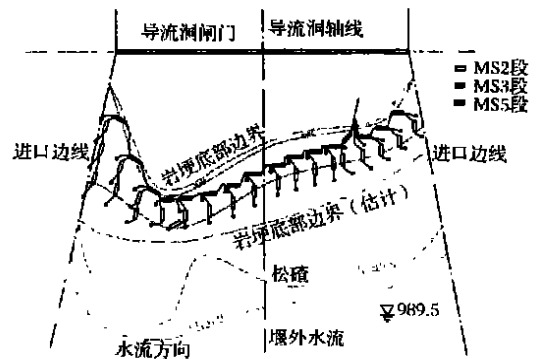 导流洞闸门
导流洞轴线
MS2段
MS3段
MS5段
进口边线
岩埂底部边界
进口边线
岩埂底部边界（估计）
松碴
989.5
水流方向
堰外水流